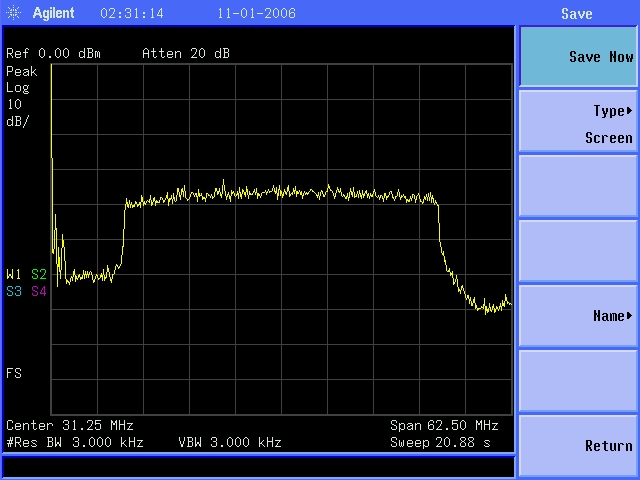 Agilent 02:31:14 11-01-2006 Save
Ref 0.00 dBm Atten 20 dB
Peak
Log
10
dB/
W1 S2
S3 S4
FS
Center 31.25 MHz Span 62.50 MHz
#Res BW 3.000 kHz VBW 3.000 kHz Sweep 20.88 s
Save Now
Type
Screen
Name
Return